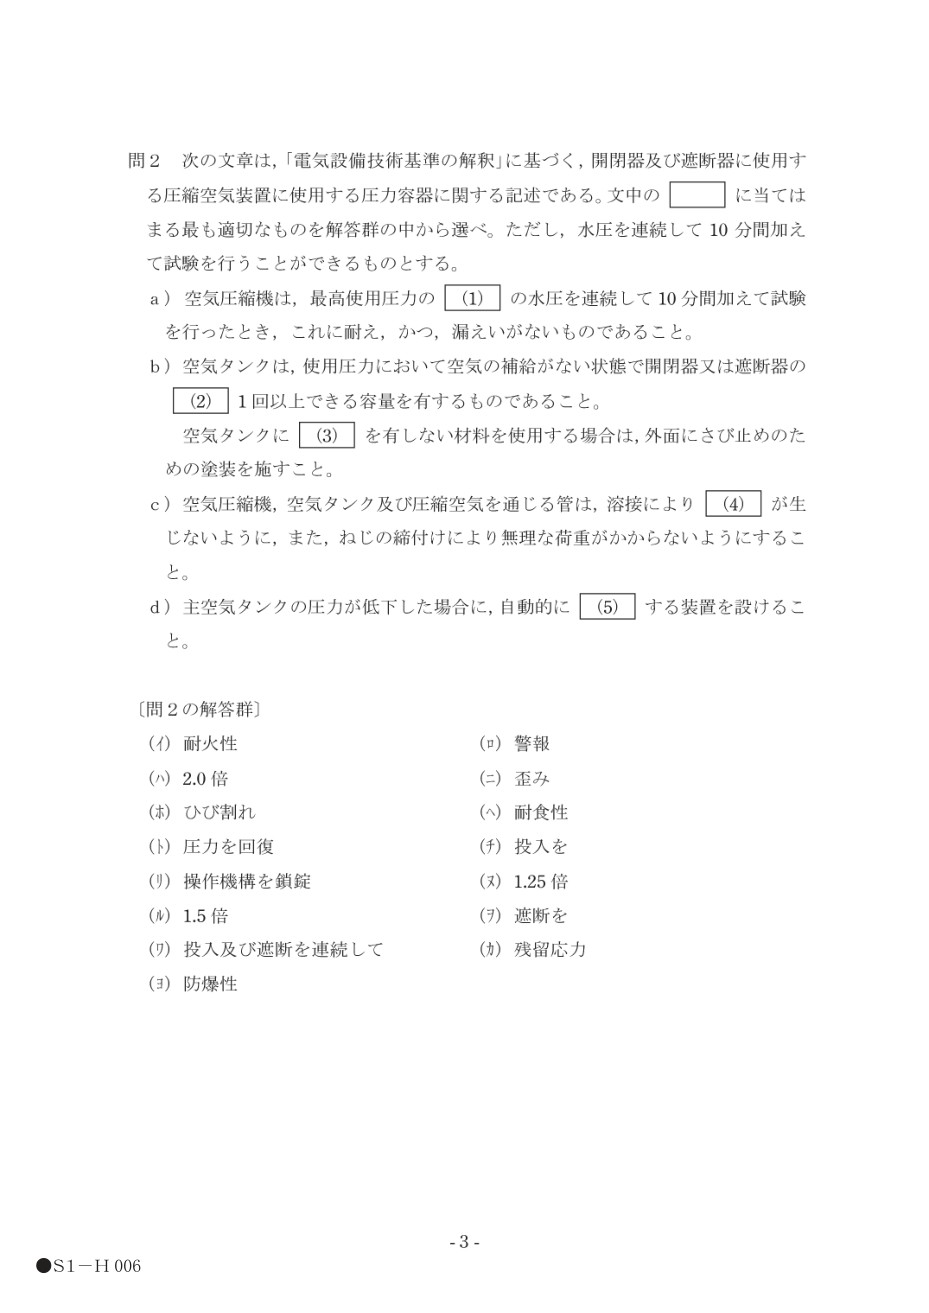 問２　次の文章は，「電気設備技術基準の解釈」に基づく，開閉器及び遮断器に使用す
る圧縮空気装置に使用する圧力容器に関する記述である。文中の　　　に当ては
まる最も適切なものを解答群の中から選べ。ただし，水圧を連続して 10 分間加え
て試験を行うことができるものとする。
ａ）空気圧縮機は，最高使用圧力の (1) の水圧を連続して 10 分間加えて試験
を行ったとき，これに耐え，かつ，漏えいがないものであること。
ｂ）空気タンクは，使用圧力において空気の補給がない状態で開閉器又は遮断器の
(2) １回以上できる容量を有するものであること。
空気タンクに (3) を有しない材料を使用する場合は，外面にさび止めのた
めの塗装を施すこと。
ｃ）空気圧縮機，空気タンク及び圧縮空気を通じる管は，溶接により (4) が生
じないように，また，ねじの締付けにより無理な荷重がかからないようにするこ
と。
ｄ）主空気タンクの圧力が低下した場合に，自動的に (5) する装置を設けるこ
と。
〔問２の解答群〕
(ｲ) 耐火性　(ﾛ) 警報
(ﾊ) 2.0 倍　(ﾆ) 歪み
(ﾎ) ひび割れ　(ﾍ) 耐食性
(ﾄ) 圧力を回復　(ﾁ) 投入を
(ﾘ) 操作機構を鎖錠　(ﾇ) 1.25 倍
(ﾙ) 1.5 倍　(ｦ) 遮断を
(ﾜ) 投入及び遮断を連続して　(ｶ) 残留応力
(ﾖ) 防爆性
- 3 -
●S1－H 006